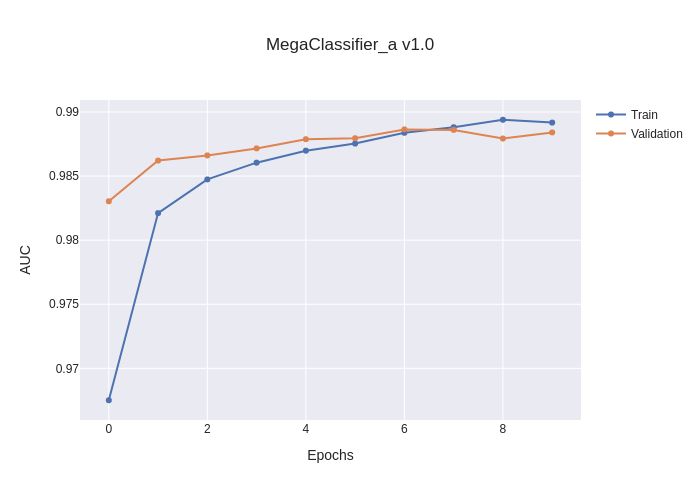 MegaClassifier_a v1.0
Train
Validation
0.99
0.985
0.98
0.975
0.97
AUC
0 2 4 6 8
Epochs